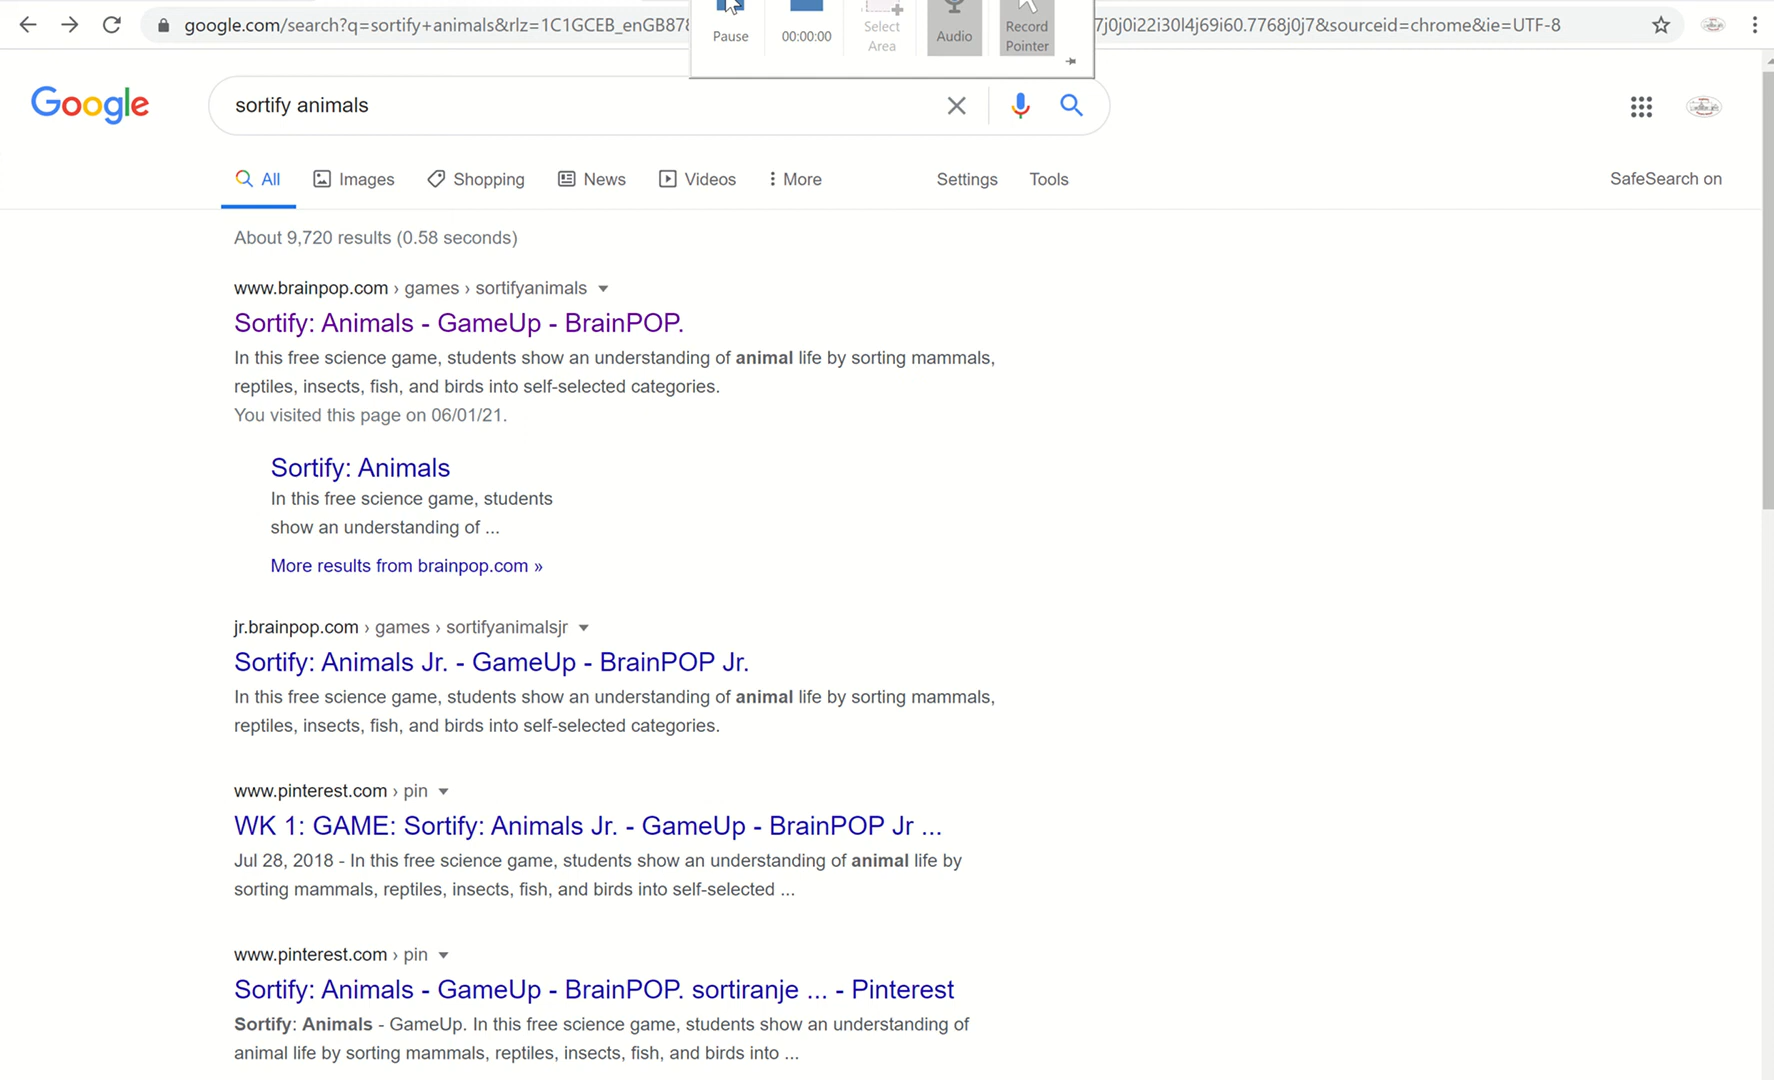 google.com/search?q=sortify+animals&rlz=1C1GCEB_enGB878
7j0j0i22i30l4j69i60.7768j0j7&sourceid=chrome&ie=UTF-8
Pause
00:00:00
Select
Area
Audio
Record
Pointer
Google
sortify animals
All
Images
Shopping
News
Videos
More
Settings
Tools
SafeSearch on
About 9,720 results (0.58 seconds)
www.brainpop.com › games › sortifyanimals
Sortify: Animals - GameUp - BrainPOP.
In this free science game, students show an understanding of animal life by sorting mammals,
reptiles, insects, fish, and birds into self-selected categories.
You visited this page on 06/01/21.
Sortify: Animals
In this free science game, students
show an understanding of ...
More results from brainpop.com »
jr.brainpop.com › games › sortifyanimalsjr
Sortify: Animals Jr. - GameUp - BrainPOP Jr.
In this free science game, students show an understanding of animal life by sorting mammals,
reptiles, insects, fish, and birds into self-selected categories.
www.pinterest.com › pin
WK 1: GAME: Sortify: Animals Jr. - GameUp - BrainPOP Jr ...
Jul 28, 2018 - In this free science game, students show an understanding of animal life by
sorting mammals, reptiles, insects, fish, and birds into self-selected ...
www.pinterest.com › pin
Sortify: Animals - GameUp - BrainPOP. sortiranje ... - Pinterest
Sortify: Animals - GameUp. In this free science game, students show an understanding of
animal life by sorting mammals, reptiles, insects, fish, and birds into ...